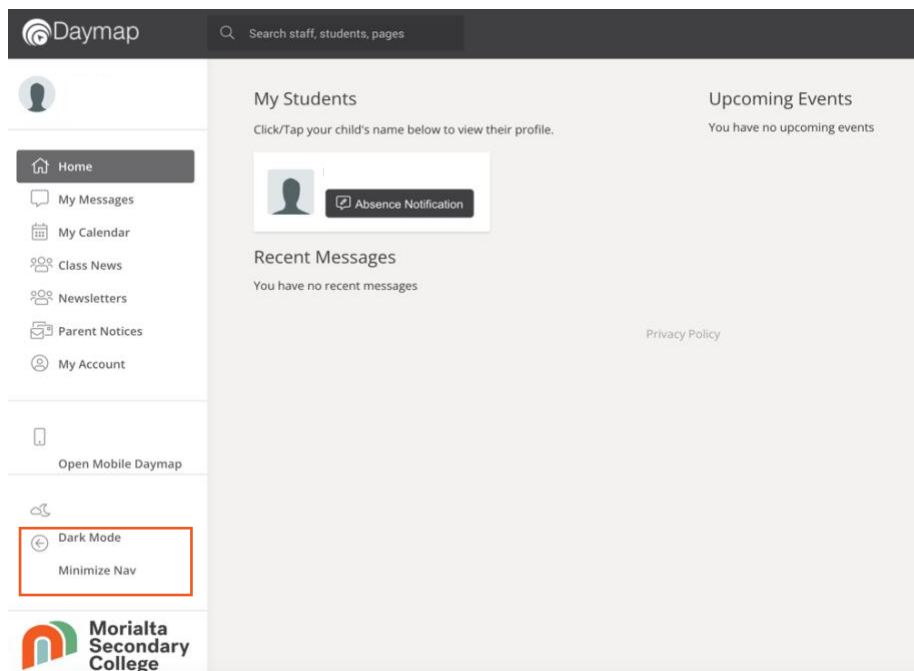 Daymap
Search staff, students, pages
Home
My Messages
My Calendar
Class News
Newsletters
Parent Notices
My Account
Open Mobile Daymap
Dark Mode
Minimize Nav
Morialta
Secondary
College
My Students
Click/Tap your child's name below to view their profile.
Absence Notification
Recent Messages
You have no recent messages
Upcoming Events
You have no upcoming events
Privacy Policy